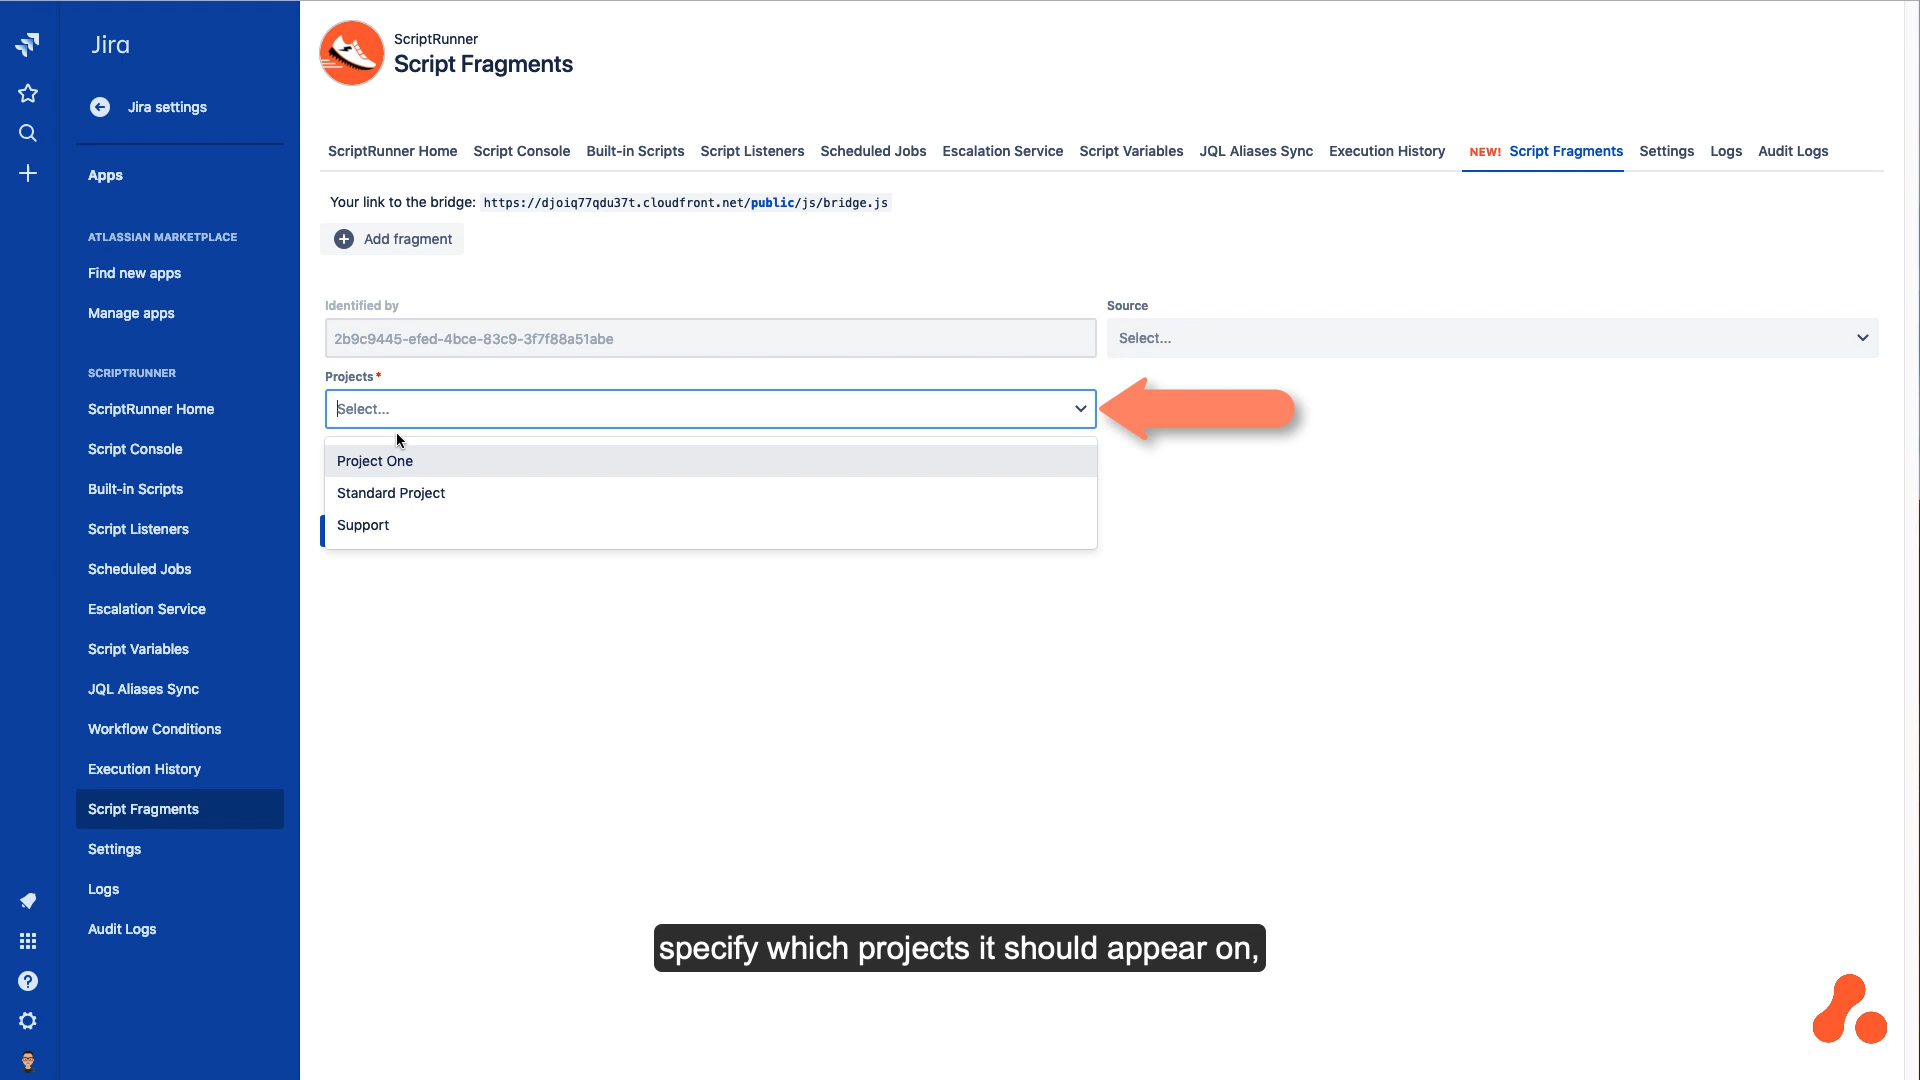 Jira
Jira settings
Apps
ATLASSIAN MARKETPLACE
Find new apps
Manage apps
SCRIPTRUNNER
ScriptRunner Home
Script Console
Built-in Scripts
Script Listeners
Scheduled Jobs
Escalation Service
Script Variables
JQL Aliases Sync
Workflow Conditions
Execution History
Script Fragments
Settings
Logs
Audit Logs
ScriptRunner
Script Fragments
ScriptRunner Home Script Console Built-in Scripts Script Listeners Scheduled Jobs Escalation Service Script Variables JQL Aliases Sync Execution History NEW! Script Fragments Settings Logs Audit Logs
Your link to the bridge: https://djoiq77qdu37t.cloudfront.net/public/js/bridge.js
Add fragment
Identified by
2b9c9445-efed-4bce-83c9-3f7f88a51abe
Source
Select...
Projects*
Select...
Project One
Standard Project
Support
specify which projects it should appear on,